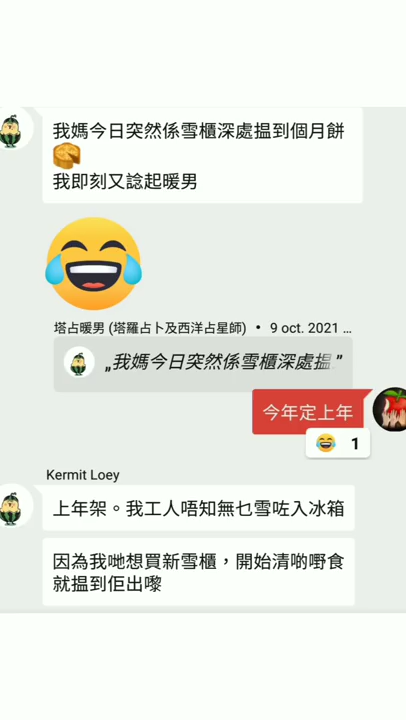 我媽今日突然係雪櫃深處搵到個月餅
🥮
我即刻又諗起暖男
塔占暖男 (塔羅占卜及西洋占星師) • 9 oct. 2021 ...
„我媽今日突然係雪櫃深處搵”
今年定上年
😂 1
Kermit Loey
上年架。我工人唔知無乜雪咗入冰箱
因為我哋想買新雪櫃，開始清啲嘢食
就搵到佢出嚟